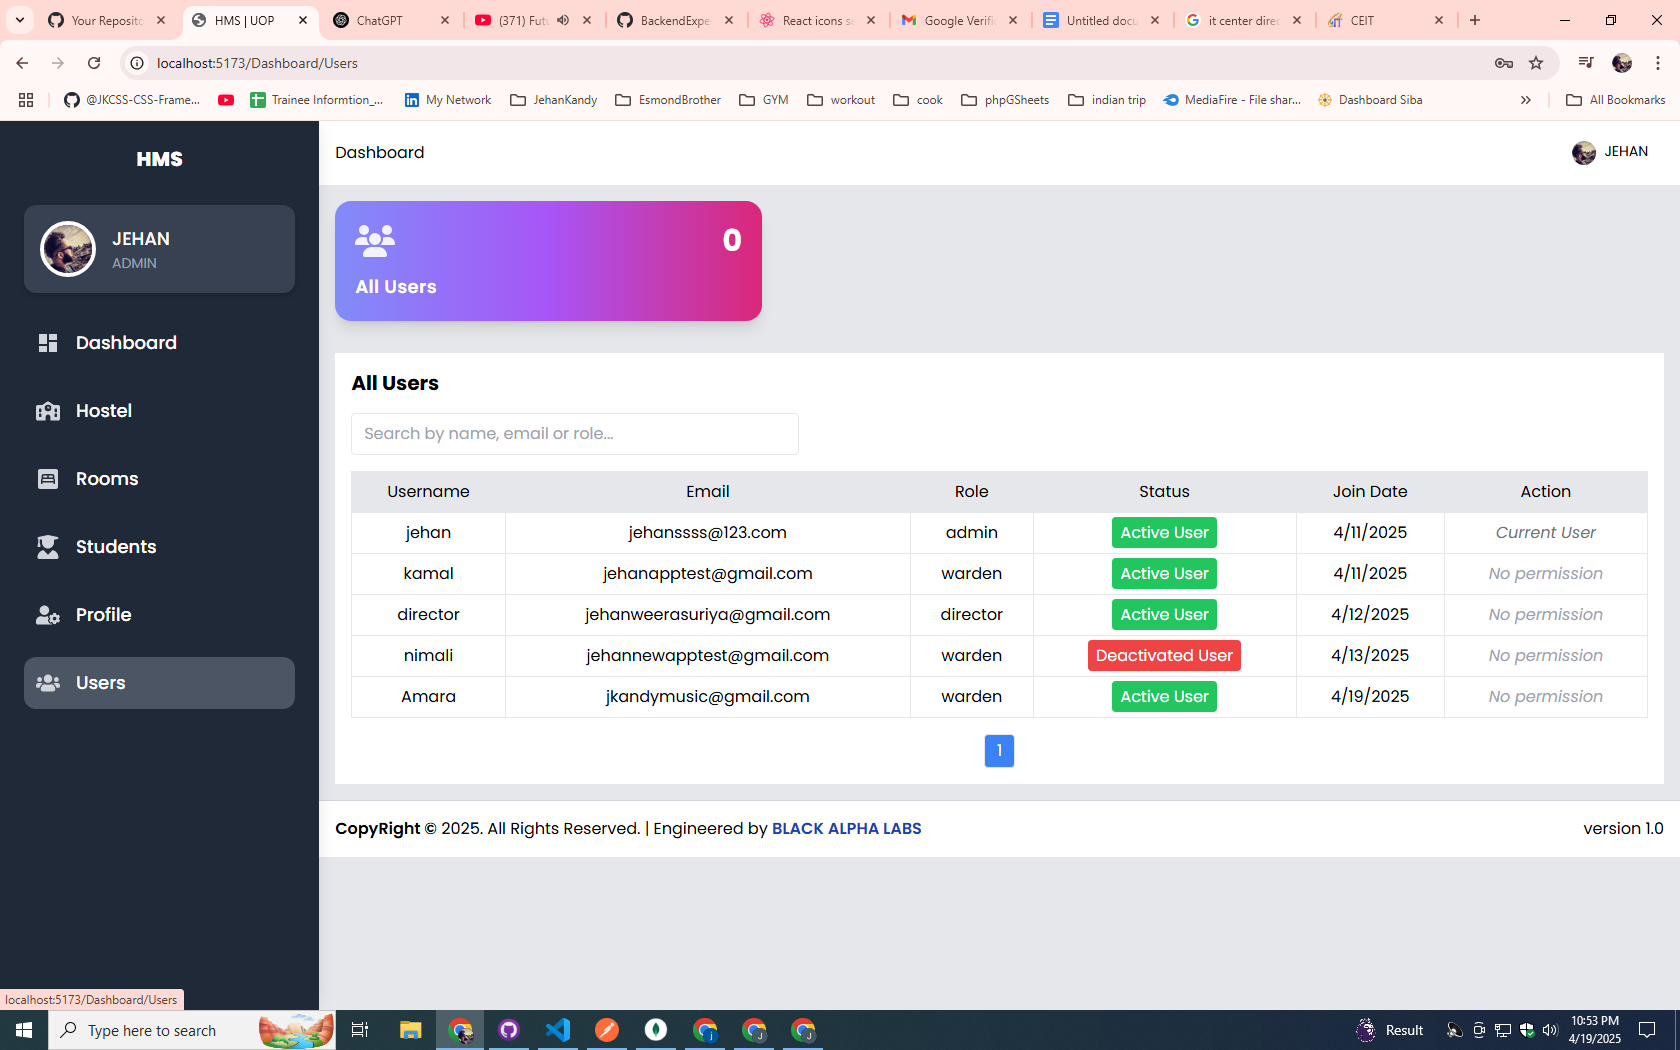 Your Reposito
HMS | UOP
ChatGPT
(371) Futu
BackendExpe
React icons se
Google Verific
Untitled docu
it center direc
CEIT
localhost:5173/Dashboard/Users
@JKCSS-CSS-Frame...
Trainee Informtion_...
My Network
JehanKandy
EsmondBrother
GYM
workout
cook
phpGSheets
indian trip
MediaFire - File shar...
Dashboard Siba
All Bookmarks
HMS
JEHAN
ADMIN
Dashboard
Hostel
Rooms
Students
Profile
Users
Dashboard
JEHAN
0
All Users
All Users
Search by name, email or role...
Username Email Role Status Join Date Action
jehan jehanssss@123.com admin Active User 4/11/2025 Current User
kamal jehanapptest@gmail.com warden Active User 4/11/2025 No permission
director jehanweerasuriya@gmail.com director Active User 4/12/2025 No permission
nimali jehannewapptest@gmail.com warden Deactivated User 4/13/2025 No permission
Amara jkandymusic@gmail.com warden Active User 4/19/2025 No permission
1
CopyRight © 2025. All Rights Reserved. | Engineered by BLACK ALPHA LABS
version 1.0
localhost:5173/Dashboard/Users
Type here to search
Result
10:53 PM
4/19/2025